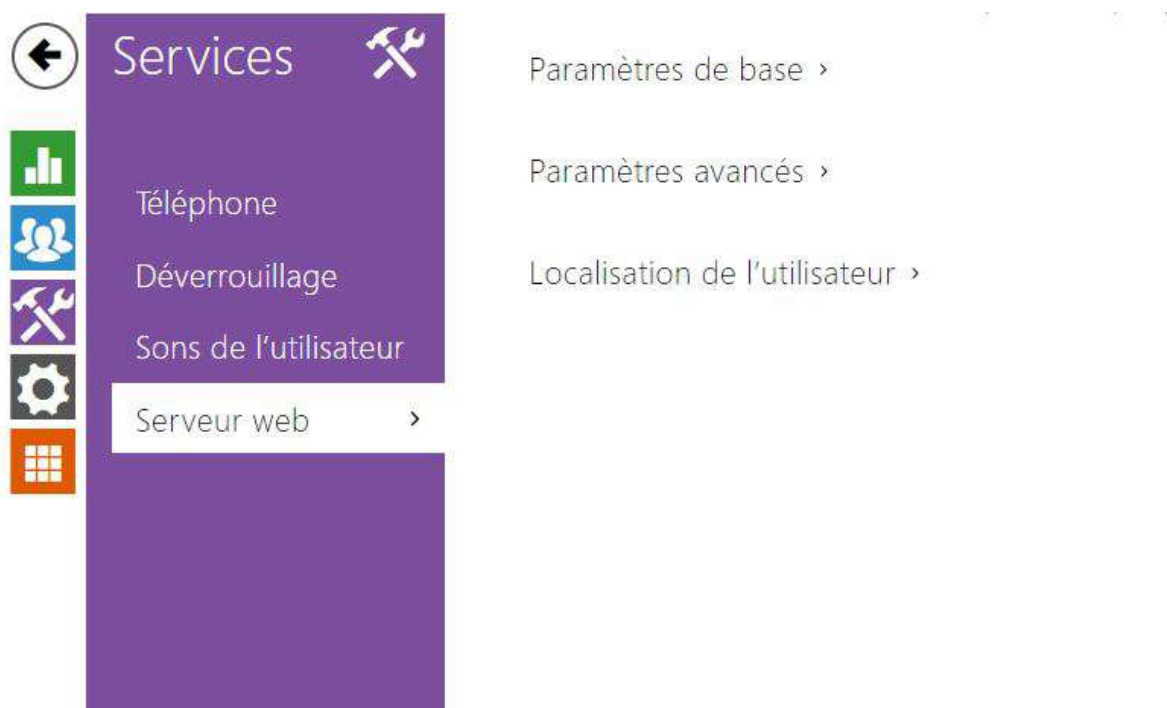 Services
Téléphone
Déverrouillage
Sons de l'utilisateur
Serveur web >
Paramètres de base >
Paramètres avancés >
Localisation de l'utilisateur >